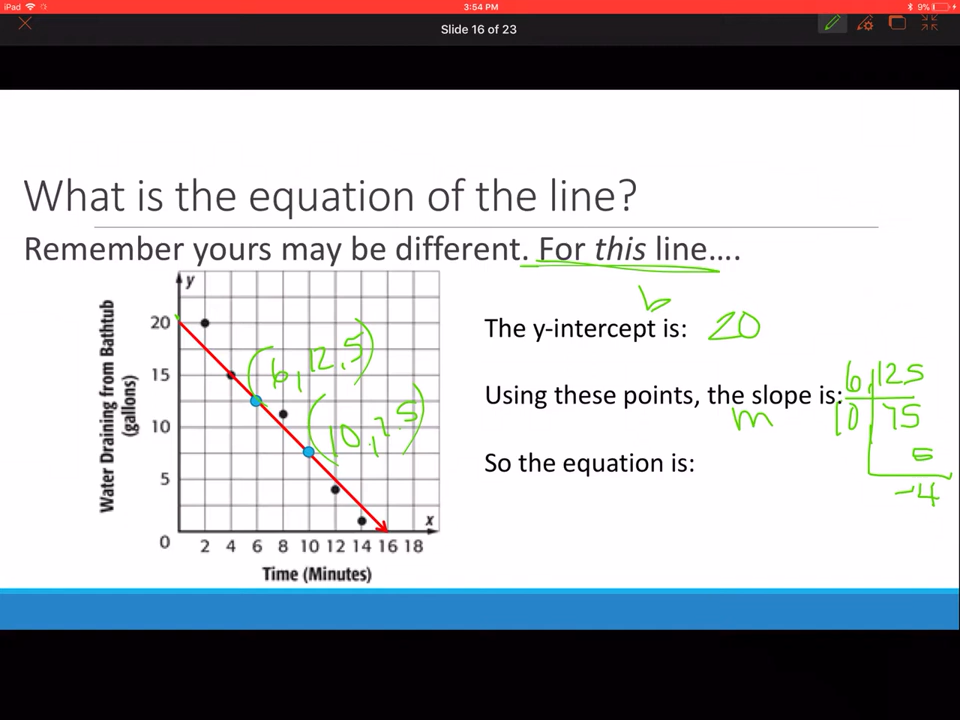 iPad 3:54 PM 9%
Slide 16 of 23
What is the equation of the line?
Remember yours may be different. For this line….
b
The y-intercept is: 20
Using these points, the slope is:
m
6, 12.5
10 7.5
5
-4
So the equation is:
y
20
15
10
5
0
2 4 6 8 10 12 14 16 18
x
Water Draining from Bathtub
(gallons)
Time (Minutes)
(6, 12.5)
(10, 7.5)